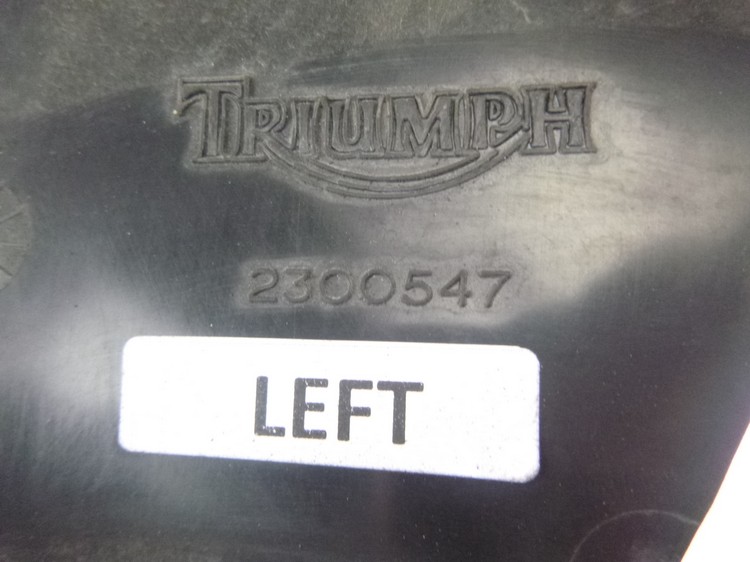 TRIUMPH
2300547
LEFT